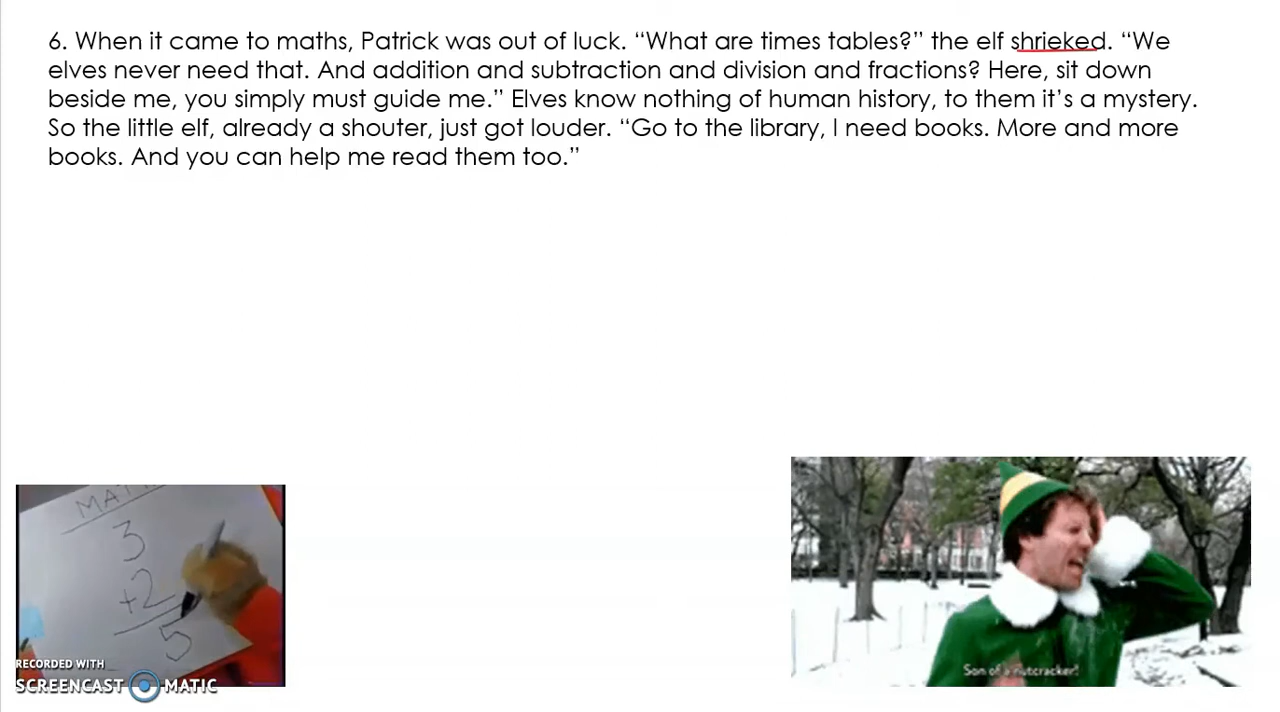 6. When it came to maths, Patrick was out of luck. “What are times tables?” the elf shrieked. “We
elves never need that. And addition and subtraction and division and fractions? Here, sit down
beside me, you simply must guide me.” Elves know nothing of human history, to them it’s a mystery.
So the little elf, already a shouter, just got louder. “Go to the library, I need books. More and more
books. And you can help me read them too.”
3
+2
5
RECORDED WITH
SCREENCAST MATIC
Son of a nutcracker!